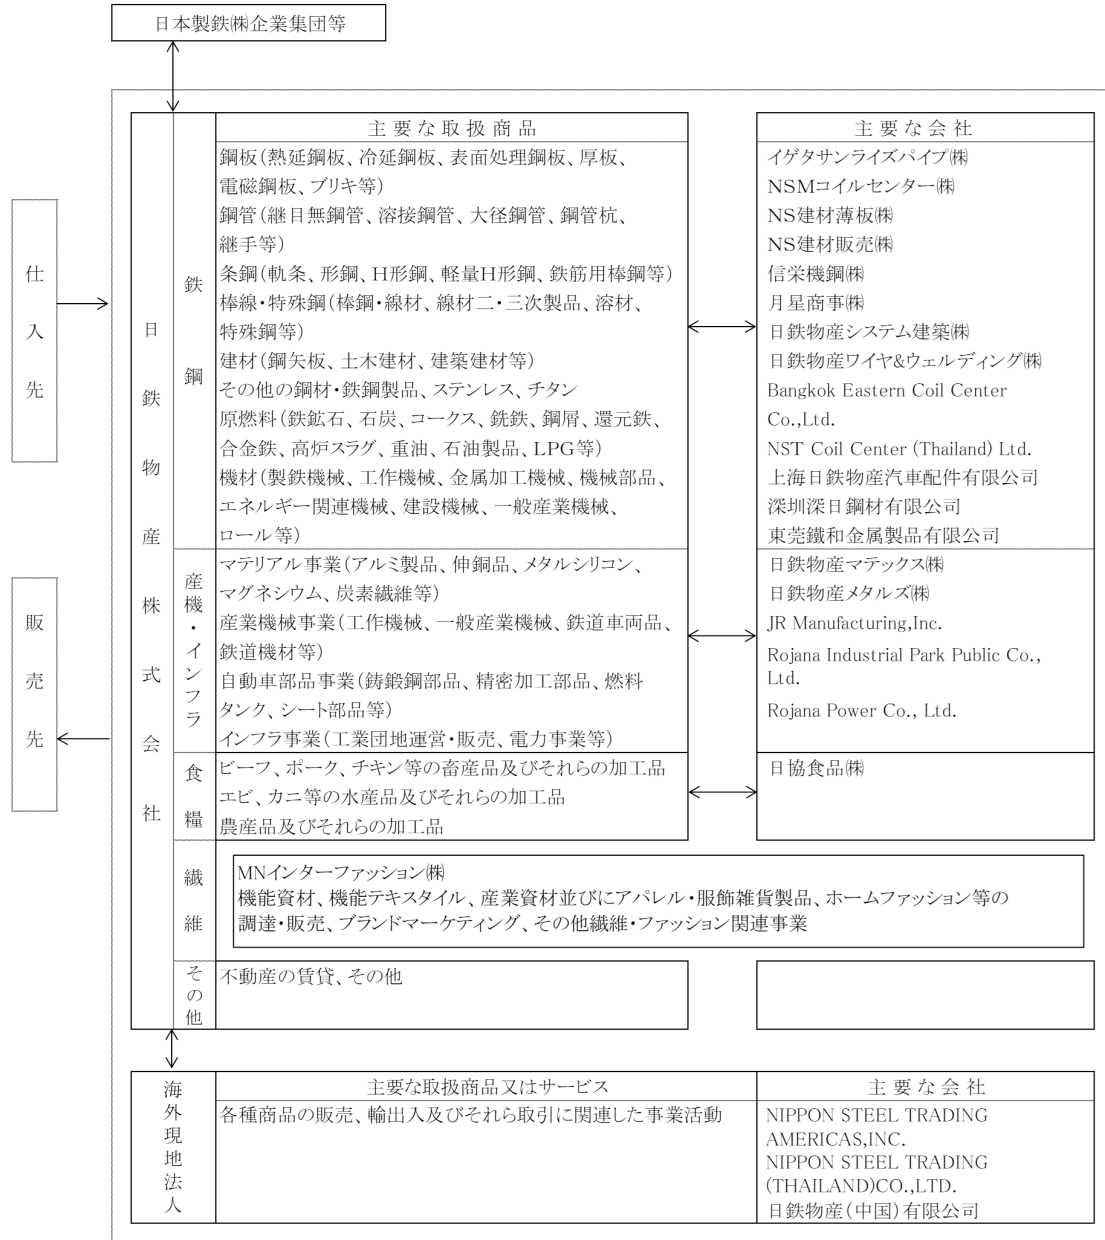 日本製鉄㈱企業集団等
仕入先
販売先
日鉄物産株式会社
鉄鋼
主要な取扱商品
鋼板(熱延鋼板、冷延鋼板、表面処理鋼板、厚板、
電磁鋼板、ブリキ等)
鋼管(継目無鋼管、溶接鋼管、大径鋼管、鋼管杭、
継手等)
条鋼(軌条、形鋼、H形鋼、軽量H形鋼、鉄筋用棒鋼等)
棒線・特殊鋼(棒鋼・線材、線材二・三次製品、溶材、
特殊鋼等)
建材(鋼矢板、土木建材、建築建材等)
その他の鋼材・鉄鋼製品、ステンレス、チタン
原燃料(鉄鉱石、石炭、コークス、銑鉄、鋼屑、還元鉄、
合金鉄、高炉スラグ、重油、石油製品、LPG等)
機材(製鉄機械、工作機械、金属加工機械、機械部品、
エネルギー関連機械、建設機械、一般産業機械、
ロール等)
主要な会社
イゲタサンライズパイプ㈱
NSMコイルセンター㈱
NS建材薄板㈱
NS建材販売㈱
信栄機鋼㈱
月星商事㈱
日鉄物産システム建築㈱
日鉄物産ワイヤ&ウェルディング㈱
Bangkok Eastern Coil Center
Co.,Ltd.
NST Coil Center (Thailand) Ltd.
上海日鉄物産汽車配件有限公司
深圳深日鋼材有限公司
東莞鐵和金属製品有限公司
産機・インフラ
マテリアル事業(アルミ製品、伸銅品、メタルシリコン、
マグネシウム、炭素繊維等)
産業機械事業(工作機械、一般産業機械、鉄道車両品、
鉄道機材等)
自動車部品事業(鋳鍛鋼部品、精密加工部品、燃料
タンク、シート部品等)
インフラ事業(工業団地運営・販売、電力事業等)
日鉄物産マテックス㈱
日鉄物産メタルズ㈱
JR Manufacturing,Inc.
Rojana Industrial Park Public Co.,
Ltd.
Rojana Power Co., Ltd.
食糧
ビーフ、ポーク、チキン等の畜産品及びそれらの加工品
エビ、カニ等の水産品及びそれらの加工品
農産品及びそれらの加工品
日協食品㈱
繊維
MNインターファッション㈱
機能資材、機能テキスタイル、産業資材並びにアパレル・服飾雑貨製品、ホームファッション等の
調達・販売、ブランドマーケティング、その他繊維・ファッション関連事業
その他
不動産の賃貸、その他
海外現地法人
主要な取扱商品又はサービス
各種商品の販売、輸出入及びそれら取引に関連した事業活動
主要な会社
NIPPON STEEL TRADING
AMERICAS,INC.
NIPPON STEEL TRADING
(THAILAND)CO.,LTD.
日鉄物産(中国)有限公司